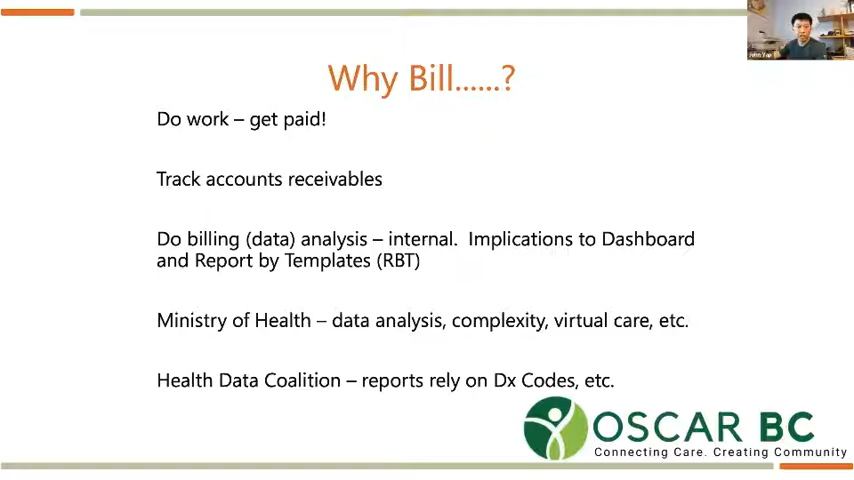 John Yap
Why Bill......?
Do work – get paid!
Track accounts receivables
Do billing (data) analysis – internal.  Implications to Dashboard
and Report by Templates (RBT)
Ministry of Health – data analysis, complexity, virtual care, etc.
Health Data Coalition – reports rely on Dx Codes, etc.
OSCAR BC
Connecting Care. Creating Community